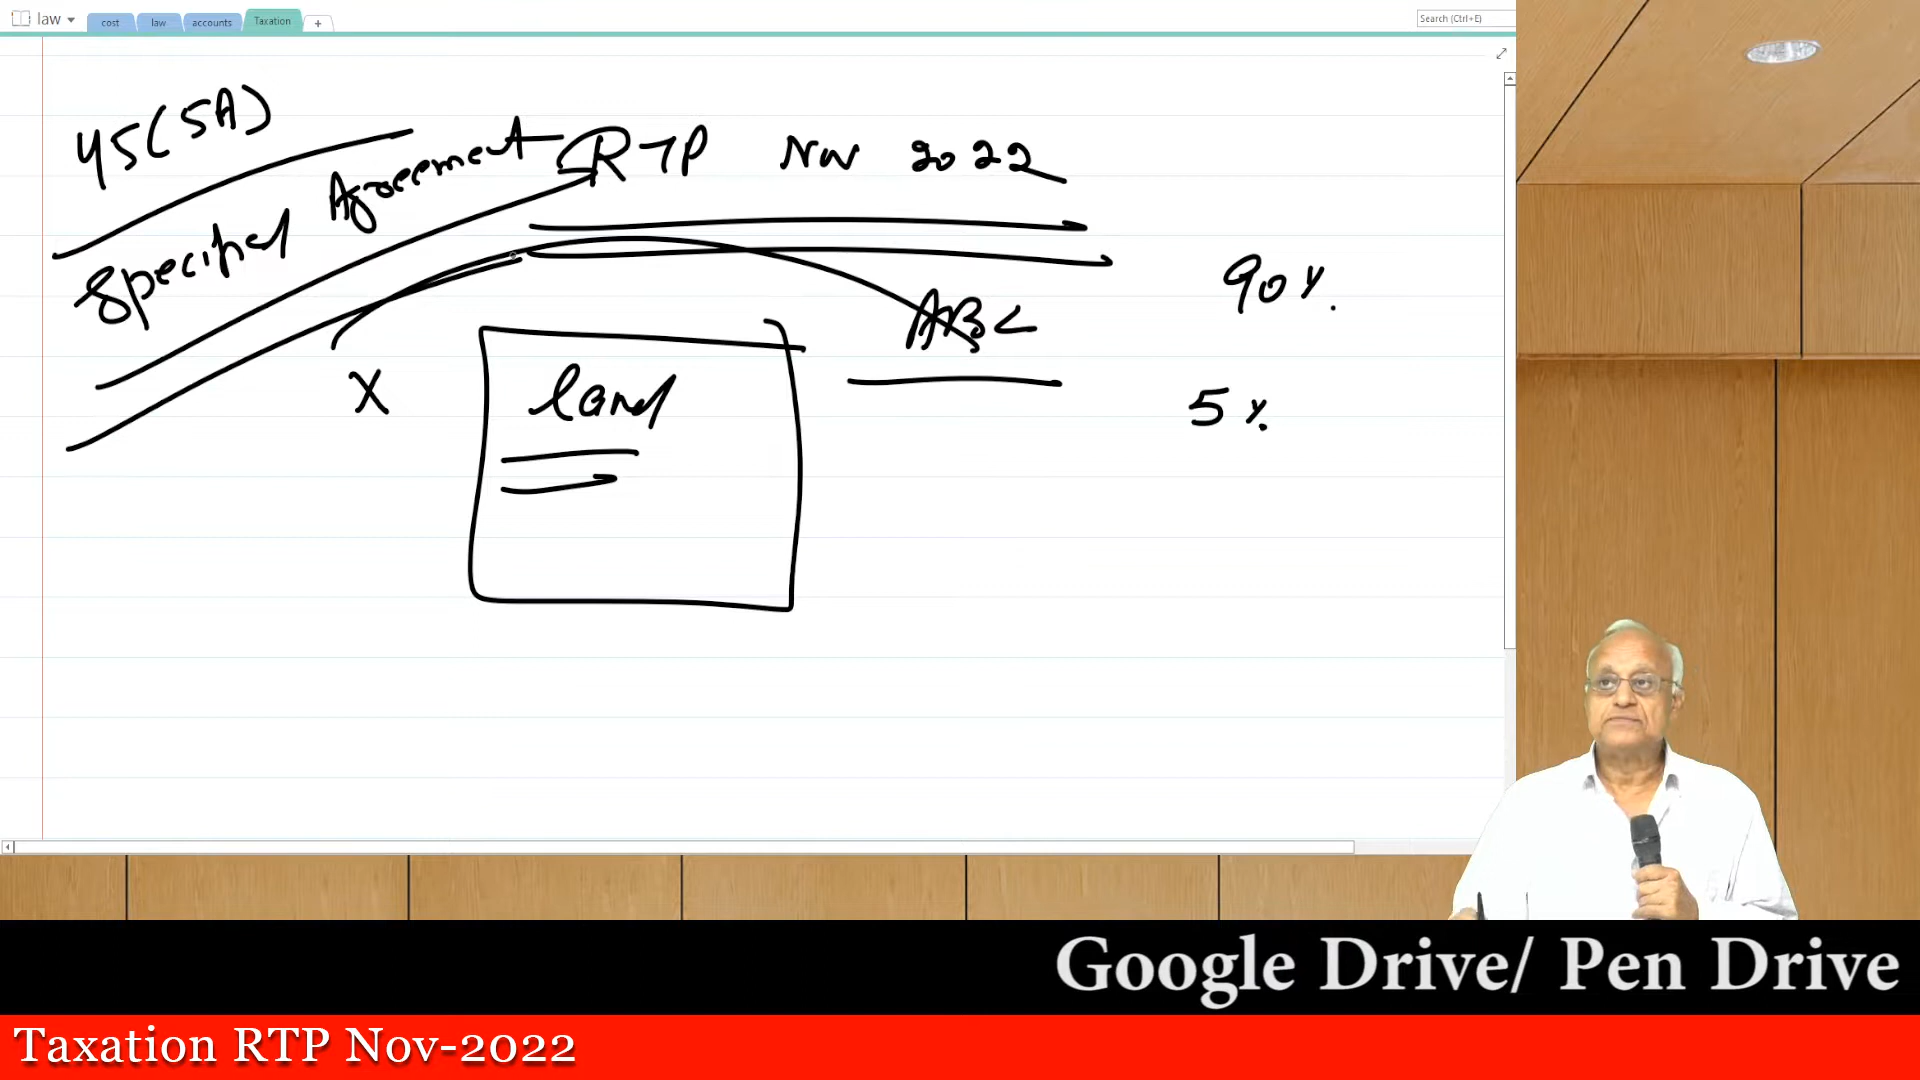 law
cost
law
accounts
Taxation
+
Search (Ctrl+E)
45(5A)
RTP Nov 2022
Specified Agreement
90%
ABC
X
land
5%
Google Drive/ Pen Drive
Taxation RTP Nov-2022